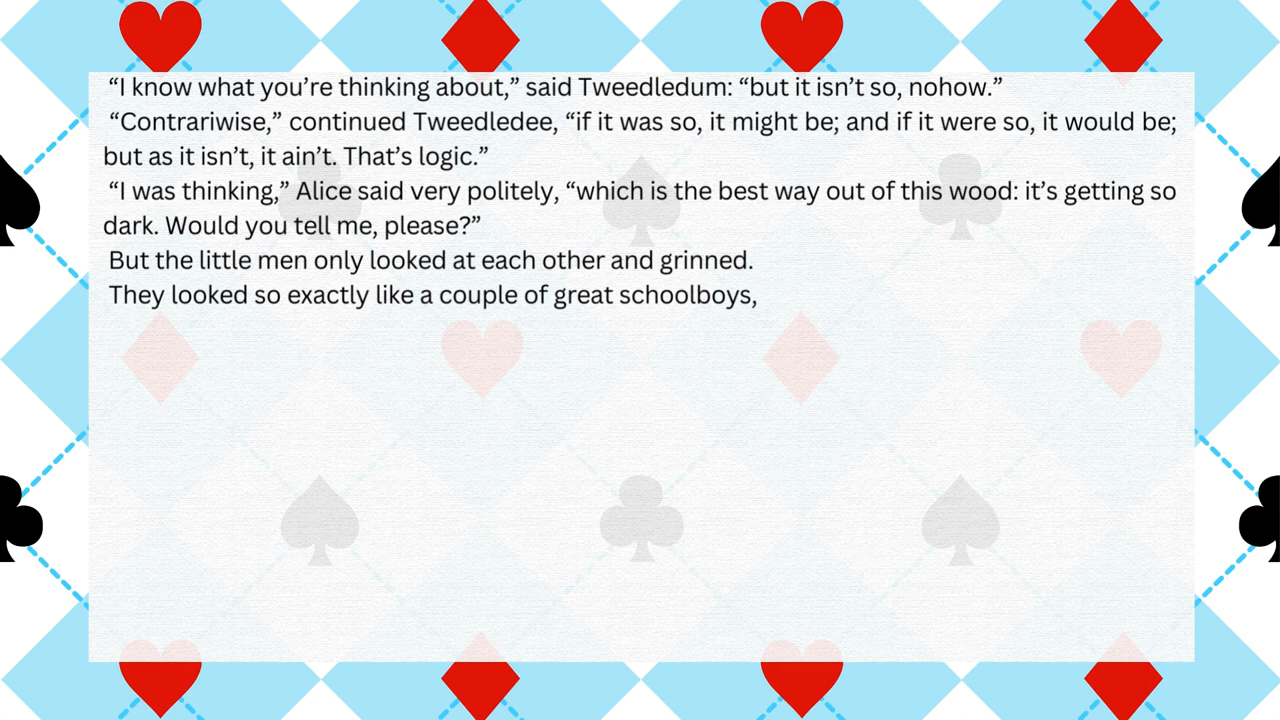 “I know what you’re thinking about,” said Tweedledum: “but it isn’t so, nohow.”
“Contrariwise,” continued Tweedledee, “if it was so, it might be; and if it were so, it would be;
but as it isn’t, it ain’t. That’s logic.”
“I was thinking,” Alice said very politely, “which is the best way out of this wood: it’s getting so
dark. Would you tell me, please?”
But the little men only looked at each other and grinned.
They looked so exactly like a couple of great schoolboys,